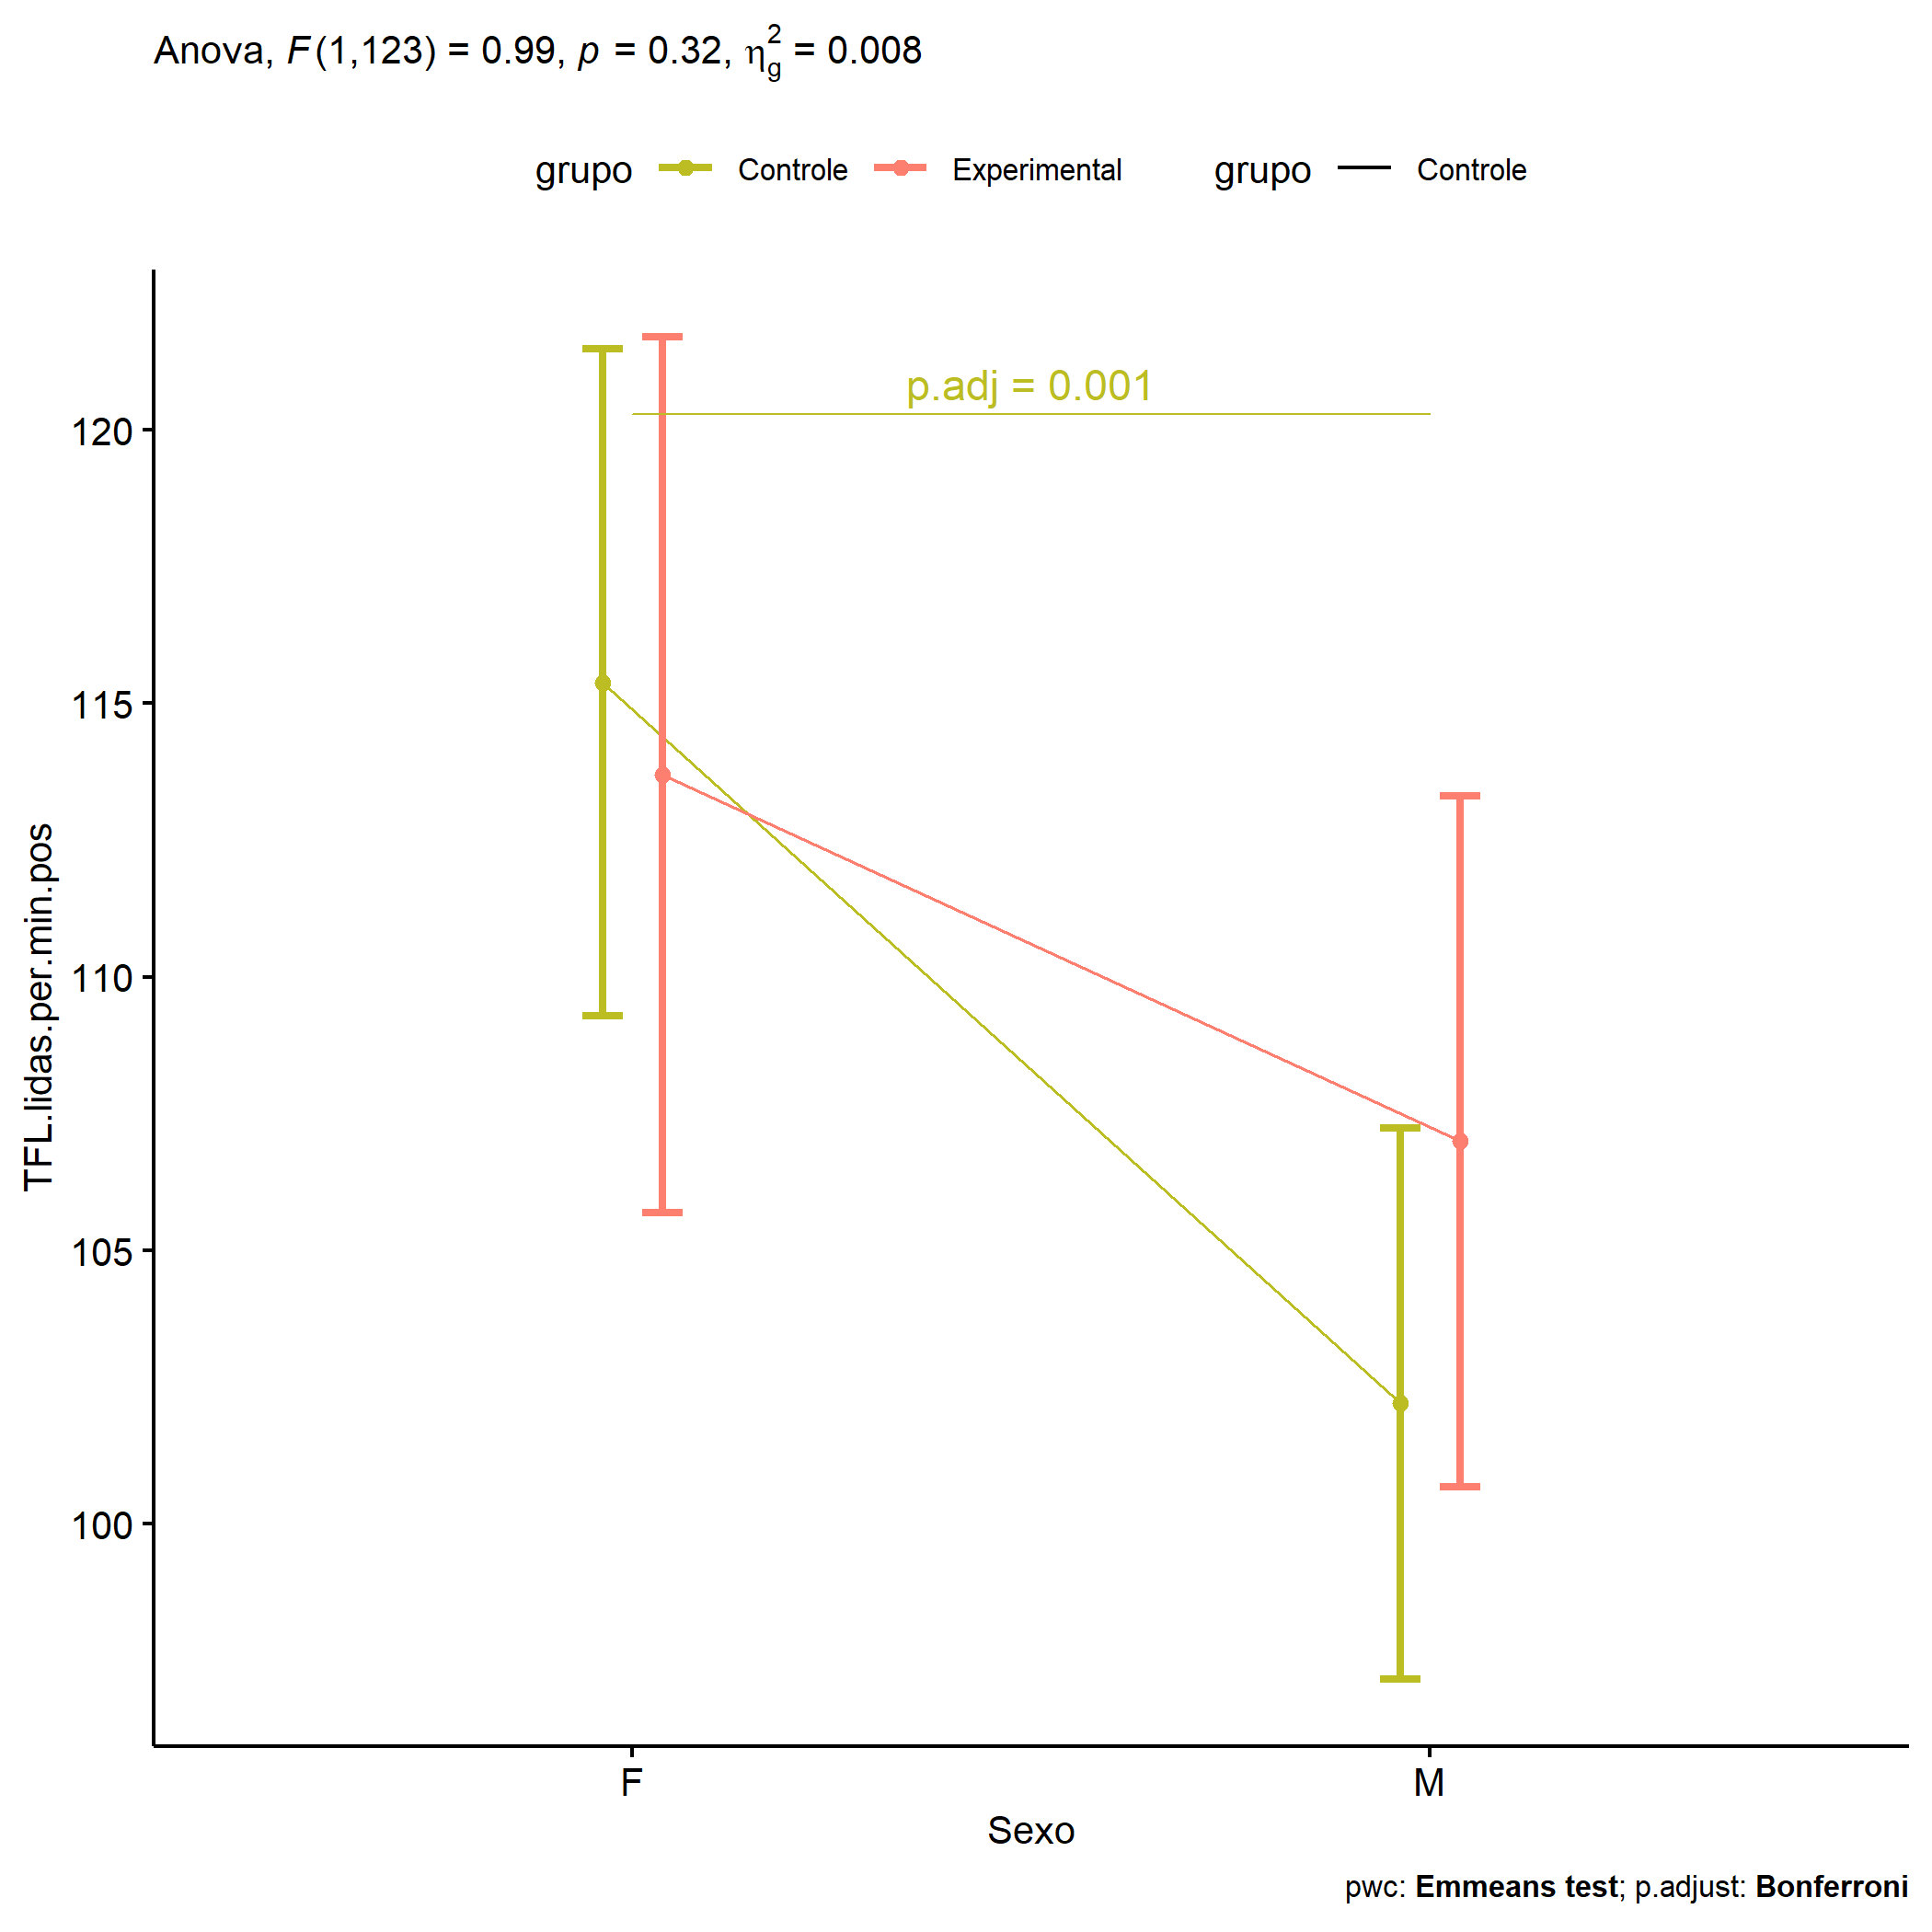 Anova, F(1,123) = 0.99, p = 0.32, η²g = 0.008
grupo Controle Experimental grupo Controle
p.adj = 0.001
120
115
110
105
100
TFL.lidas.per.min.pos
F M
Sexo
pwc: Emmeans test; p.adjust: Bonferroni